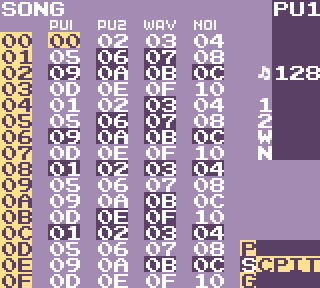 SONG PU1
PU1 PU2 WAV NOI
00 00 02 03 04
01 05 06 07 08
02 09 0A 0B 0C 128
03 0D 0E 0F 10
04 01 02 03 04 1
05 05 06 07 08 2
06 09 0A 0B 0C W
07 0D 0E 0F 10 N
08 01 02 03 04
09 05 06 07 08
0A 09 0A 0B 0C
0B 0D 0E 0F 10
0C 01 02 03 04
0D 05 06 07 08 P
0E 09 0A 0B 0C SCPIT
0F 0D 0E 0F 10 G